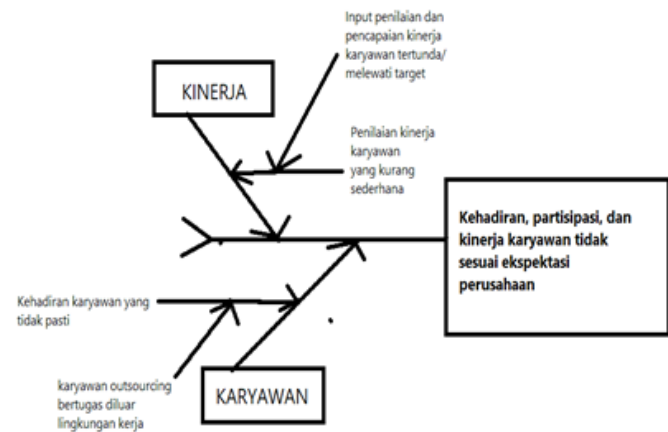 Input penilaian dan
pencapaian kinerja
karyawan tertunda/
melewati target
KINERJA
Penilaian kinerja
karyawan
yang kurang
sederhana
Kehadiran, partisipasi, dan
kinerja karyawan tidak
sesuai ekspektasi
perusahaan
Kehadiran karyawan yang
tidak pasti
karyawan outsourcing
bertugas diluar
lingkungan kerja
KARYAWAN